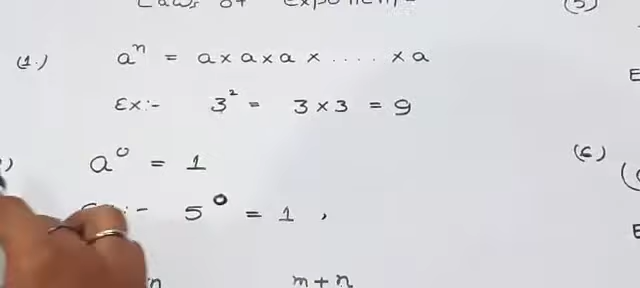 Laws of Exponent
(1.) aⁿ = a × a × a × .... × a
Ex:- 3² = 3 × 3 = 9
) a⁰ = 1
:- 5⁰ = 1 ,
n m+n
(5)
E
(6)
(
E